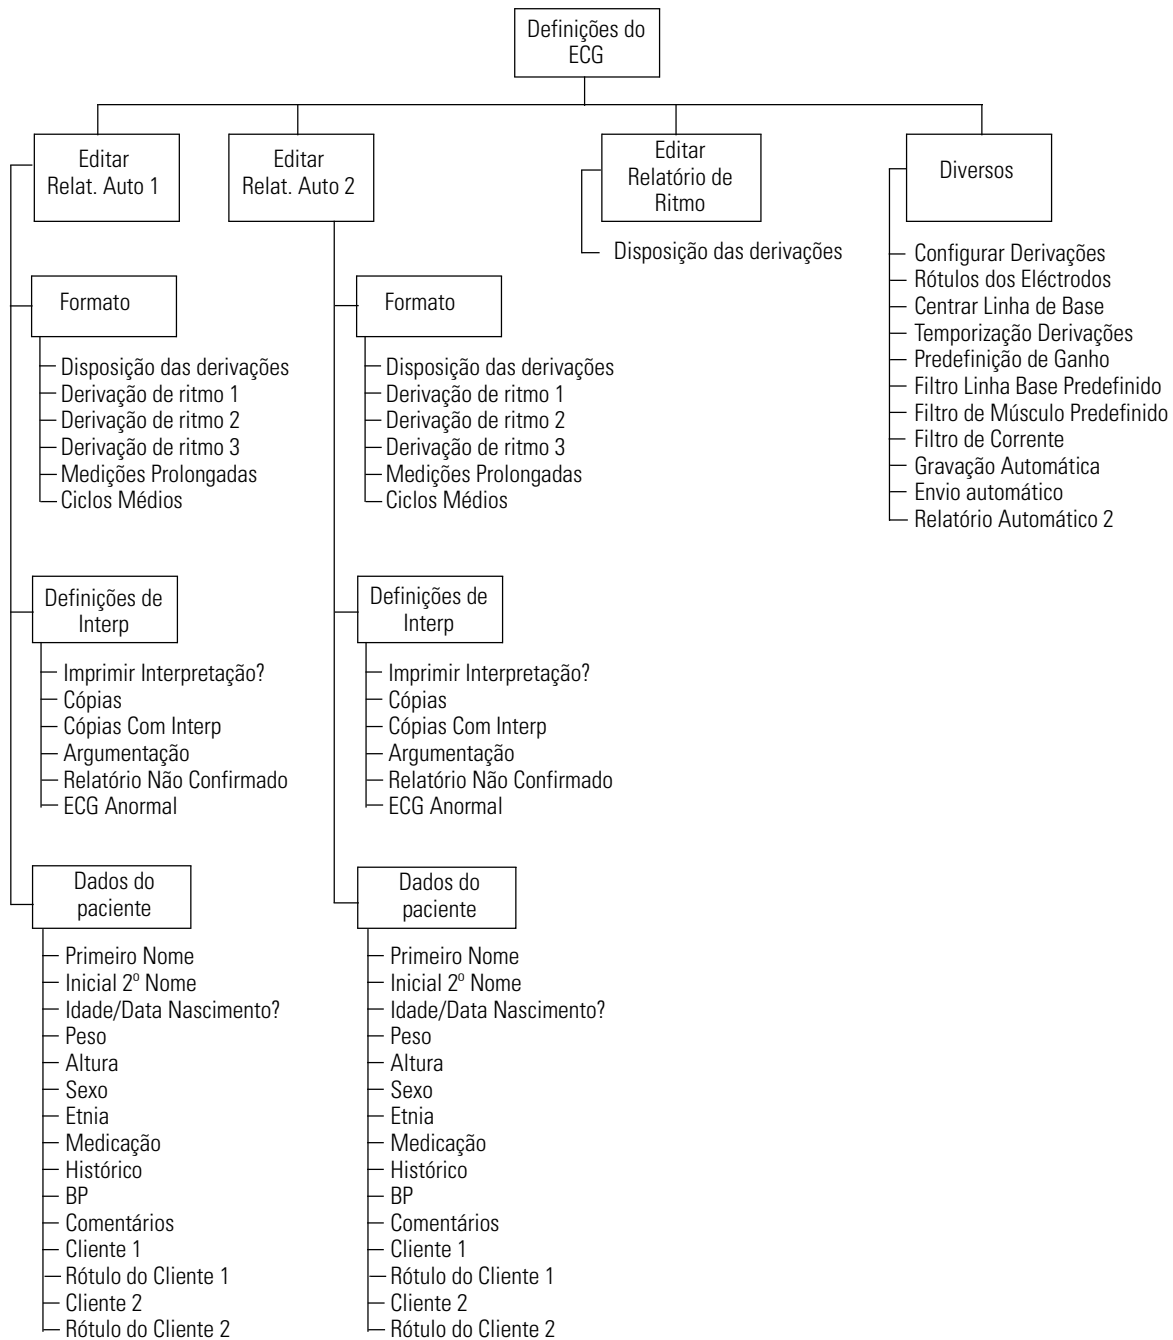 Definições do
ECG
Editar
Relat. Auto 1
Editar
Relat. Auto 2
Editar
Relatório de
Ritmo
Diversos
Disposição das derivações
Configurar Derivações
Rótulos dos Eléctrodos
Centrar Linha de Base
Temporização Derivações
Predefinição de Ganho
Filtro Linha Base Predefinido
Filtro de Músculo Predefinido
Filtro de Corrente
Gravação Automática
Envio automático
Relatório Automático 2
Formato
Disposição das derivações
Derivação de ritmo 1
Derivação de ritmo 2
Derivação de ritmo 3
Medições Prolongadas
Ciclos Médios
Definições de
Interp
Imprimir Interpretação?
Cópias
Cópias Com Interp
Argumentação
Relatório Não Confirmado
ECG Anormal
Dados do
paciente
Primeiro Nome
Inicial 2º Nome
Idade/Data Nascimento?
Peso
Altura
Sexo
Etnia
Medicação
Histórico
BP
Comentários
Cliente 1
Rótulo do Cliente 1
Cliente 2
Rótulo do Cliente 2
Formato
Disposição das derivações
Derivação de ritmo 1
Derivação de ritmo 2
Derivação de ritmo 3
Medições Prolongadas
Ciclos Médios
Definições de
Interp
Imprimir Interpretação?
Cópias
Cópias Com Interp
Argumentação
Relatório Não Confirmado
ECG Anormal
Dados do
paciente
Primeiro Nome
Inicial 2º Nome
Idade/Data Nascimento?
Peso
Altura
Sexo
Etnia
Medicação
Histórico
BP
Comentários
Cliente 1
Rótulo do Cliente 1
Cliente 2
Rótulo do Cliente 2